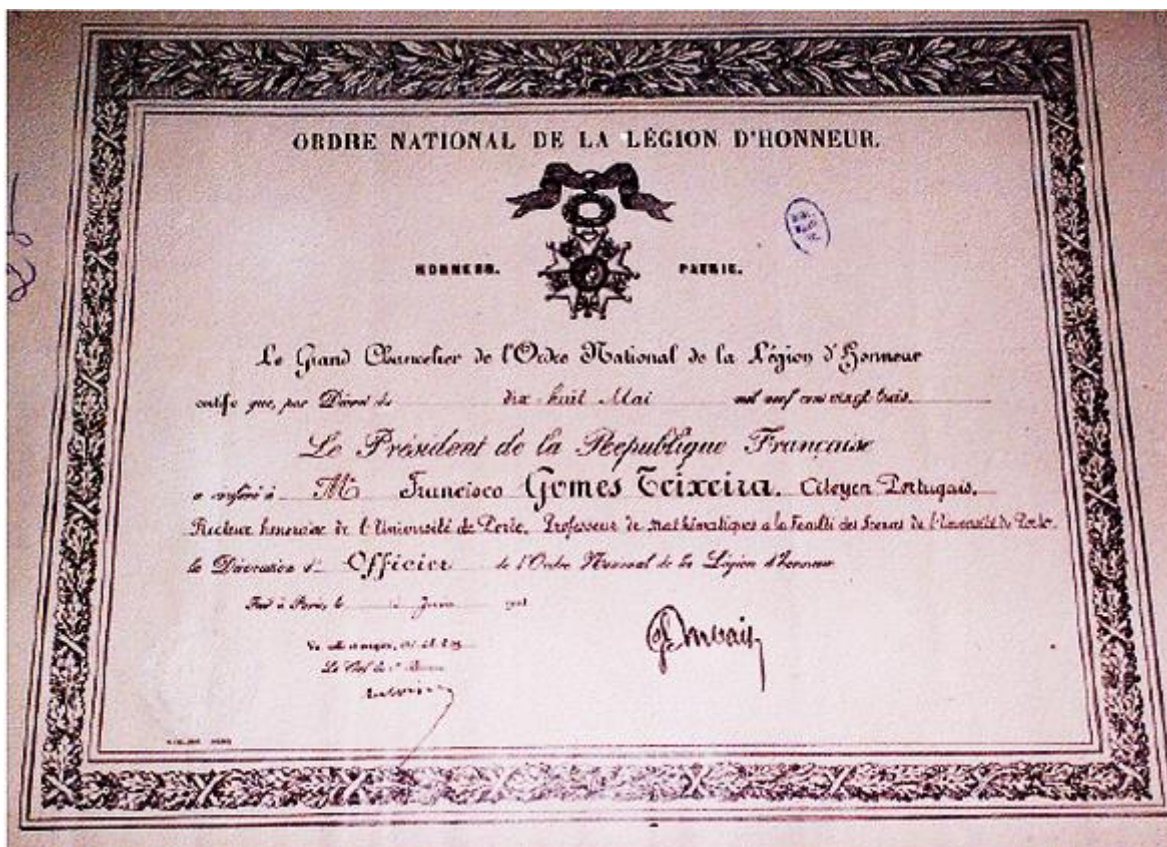 ORDRE NATIONAL DE LA LÉGION D'HONNEUR.
HONNEUR. PATRIE.
Le Grand Chancelier de l'Ordre National de la Légion d'Honneur
certifie que, par Décret du dix-huit Mai mil neuf cent vingt trois.
Le Président de la République Française
a conféré à Mr Francisco Gomes Teixeira, Citoyen Portugais,
Recteur honoraire de l'Université de Porto, Professeur de Mathématiques a la Faculté des Sciences de l'Université de Porto.
la Décoration d' Officier de l'Ordre National de la Légion d'honneur
Fait à Paris, le Juin